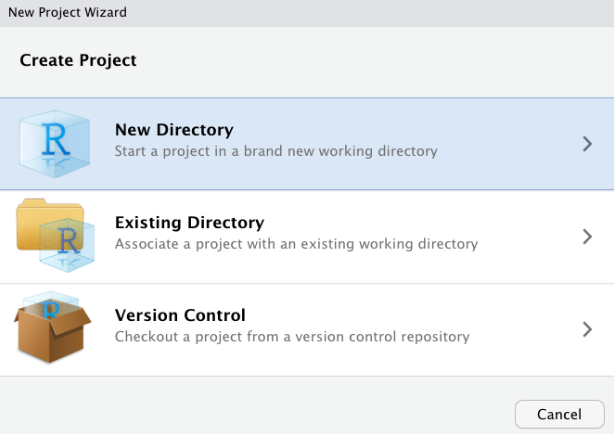 New Project Wizard
Create Project
R
New Directory
Start a project in a brand new working directory
R
Existing Directory
Associate a project with an existing working directory
R
Version Control
Checkout a project from a version control repository
Cancel